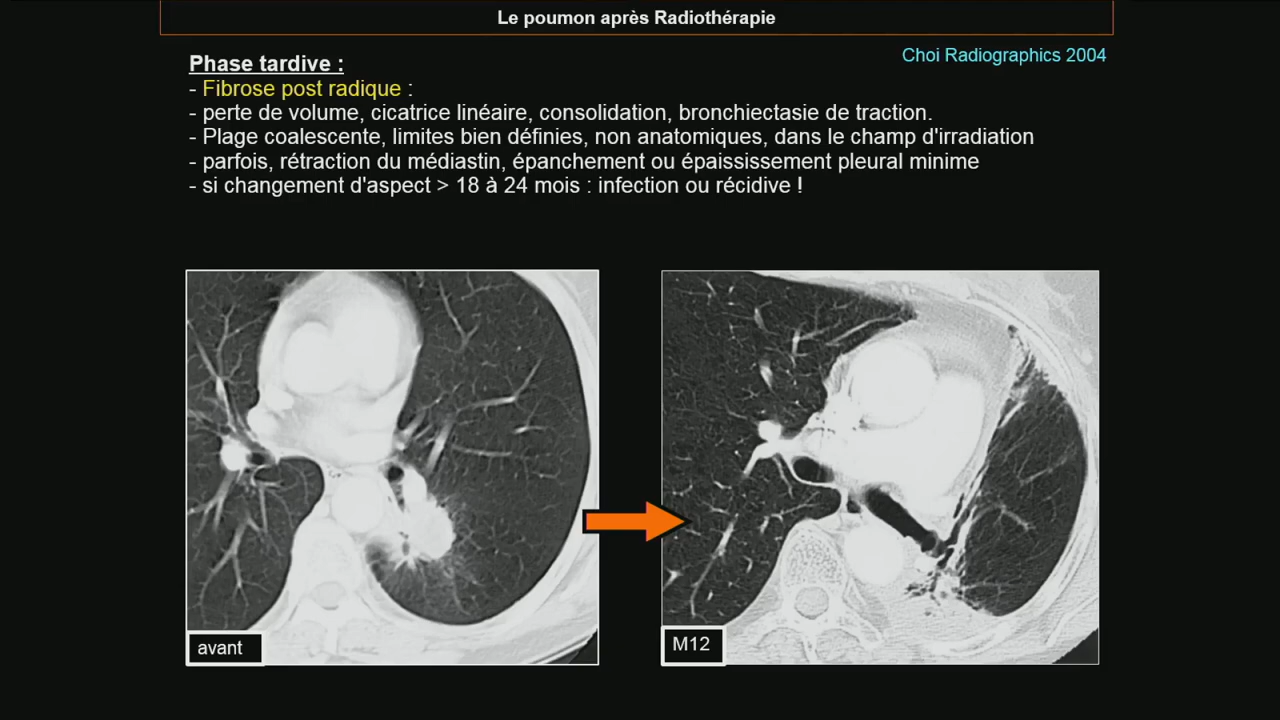 Le poumon après Radiothérapie
Choi Radiographics 2004
Phase tardive :
- Fibrose post radique :
- perte de volume, cicatrice linéaire, consolidation, bronchiectasie de traction.
- Plage coalescente, limites bien définies, non anatomiques, dans le champ d'irradiation
- parfois, rétraction du médiastin, épanchement ou épaississement pleural minime
- si changement d'aspect > 18 à 24 mois : infection ou récidive !
avant
M12